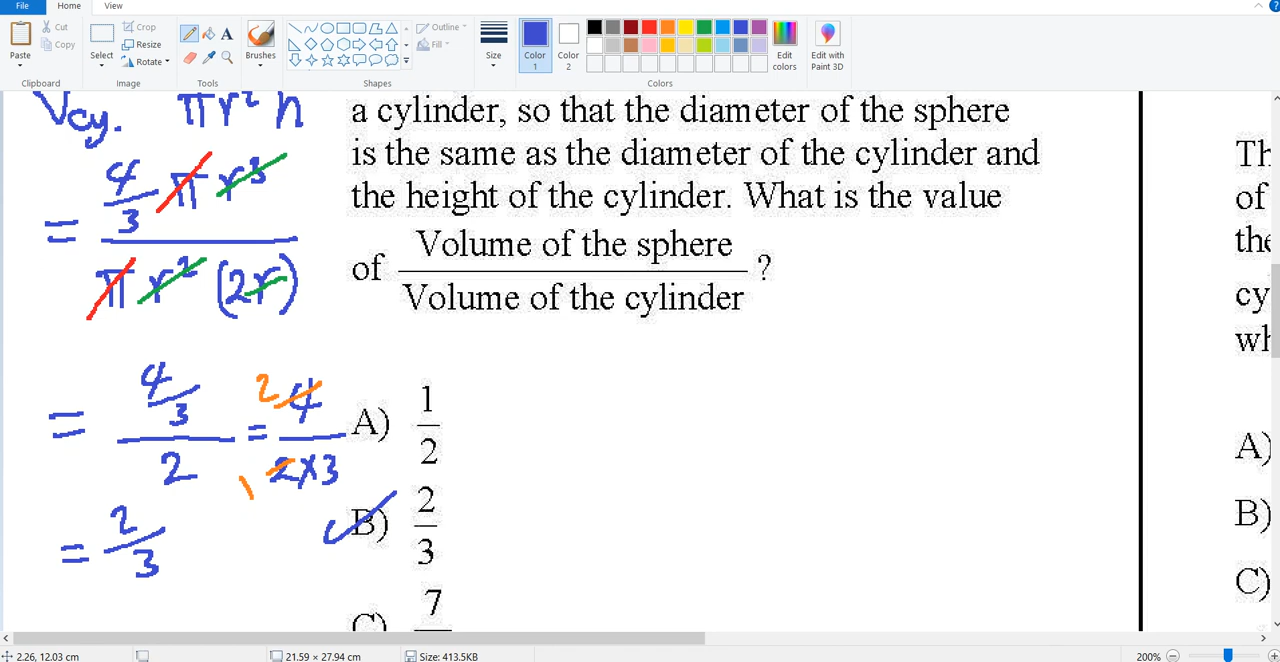 File Home View
Paste Cut Copy Clipboard
Select Crop Resize Rotate Image
A Tools
Brushes
Outline Fill Shapes
Size
Color 1 Color 2 Edit colors Colors
Edit with Paint 3D
Vcy. πr² h
= 4/3 π r³
π r² (2r)
= 4/3 = 2 4
2 1 2×3
= 2/3
a cylinder, so that the diameter of the sphere
is the same as the diameter of the cylinder and
the height of the cylinder. What is the value
of Volume of the sphere ?
Volume of the cylinder
A) 1/2
B) 2/3
C) 7
Th
of
the
cy
wh
A)
B)
C)
2.26, 12.03 cm 21.59 × 27.94 cm Size: 413.5KB 200%